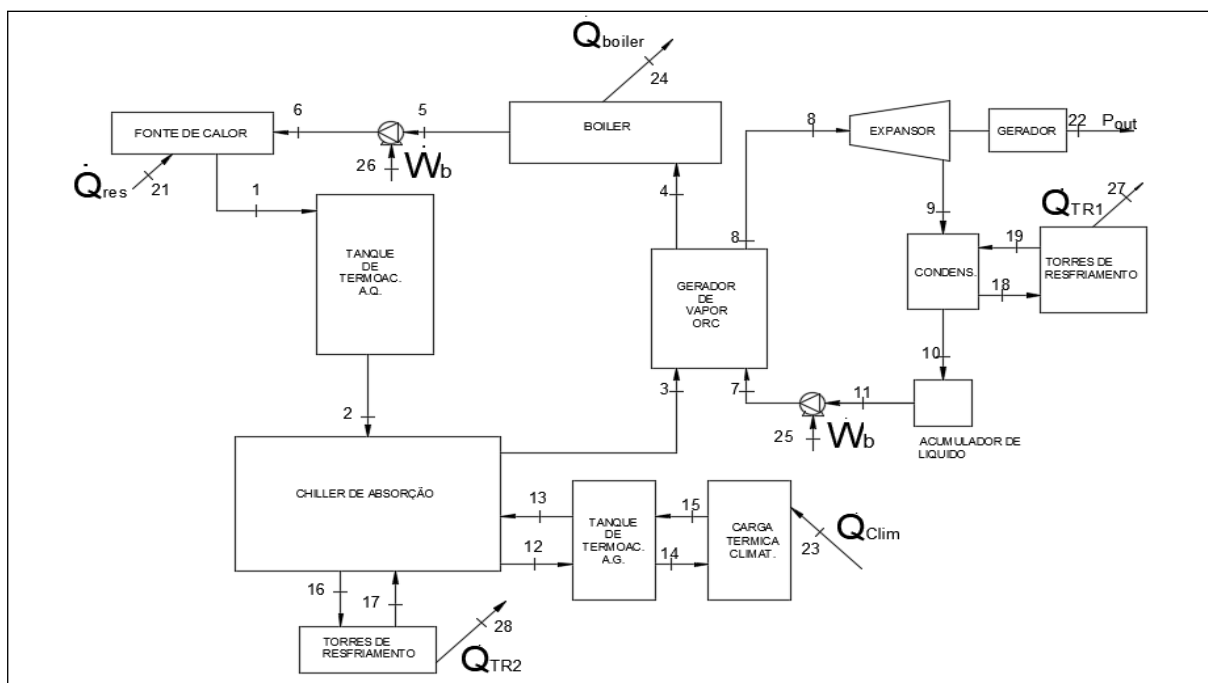 Q̇boiler
24
6
5
8
22
Pout
FONTE DE CALOR
BOILER
EXPANSOR
GERADOR
26
Ẇb
Q̇res
21
1
4
9
27
Q̇TR1
8
19
TANQUE
DE
TERMOAC.
A.Q.
GERADOR
DE
VAPOR
ORC
CONDENS.
TORRES DE
RESFRIAMENTO
18
10
2
3
7
11
25
Ẇb
ACUMULADOR DE
LIQUIDO
CHILLER DE ABSORÇÃO
13
12
TANQUE
DE
TERMOAC.
A.G.
15
14
CARGA
TERMICA
CLIMAT.
Q̇Clim
23
16
17
TORRES DE
RESFRIAMENTO
28
Q̇TR2